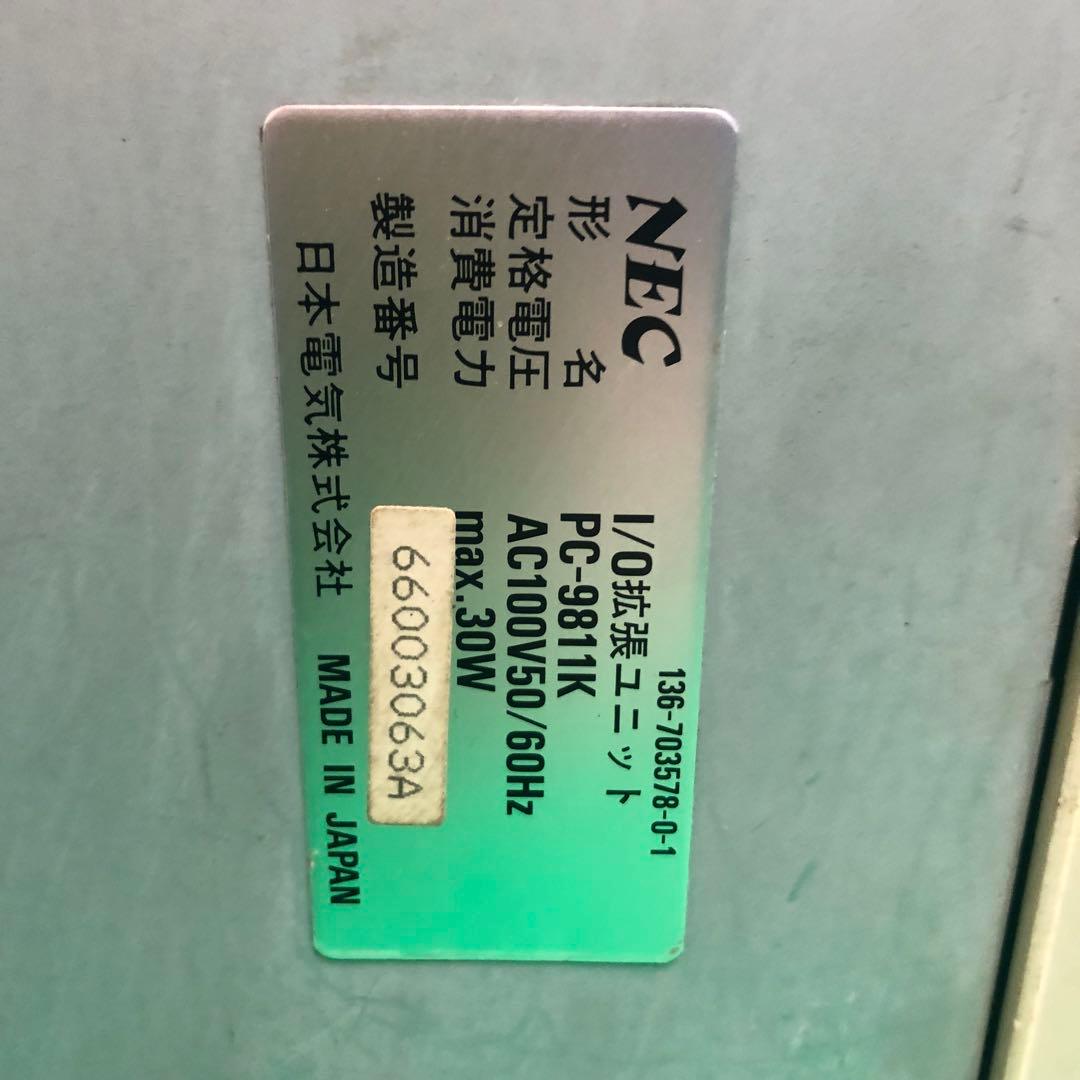 136-703578-0-1
NEC I/O拡張ユニット
形名 PC-9811K
定格電圧 AC100V50/60Hz
消費電力 max.30W
製造番号 66003063A
日本電気株式会社 MADE IN JAPAN